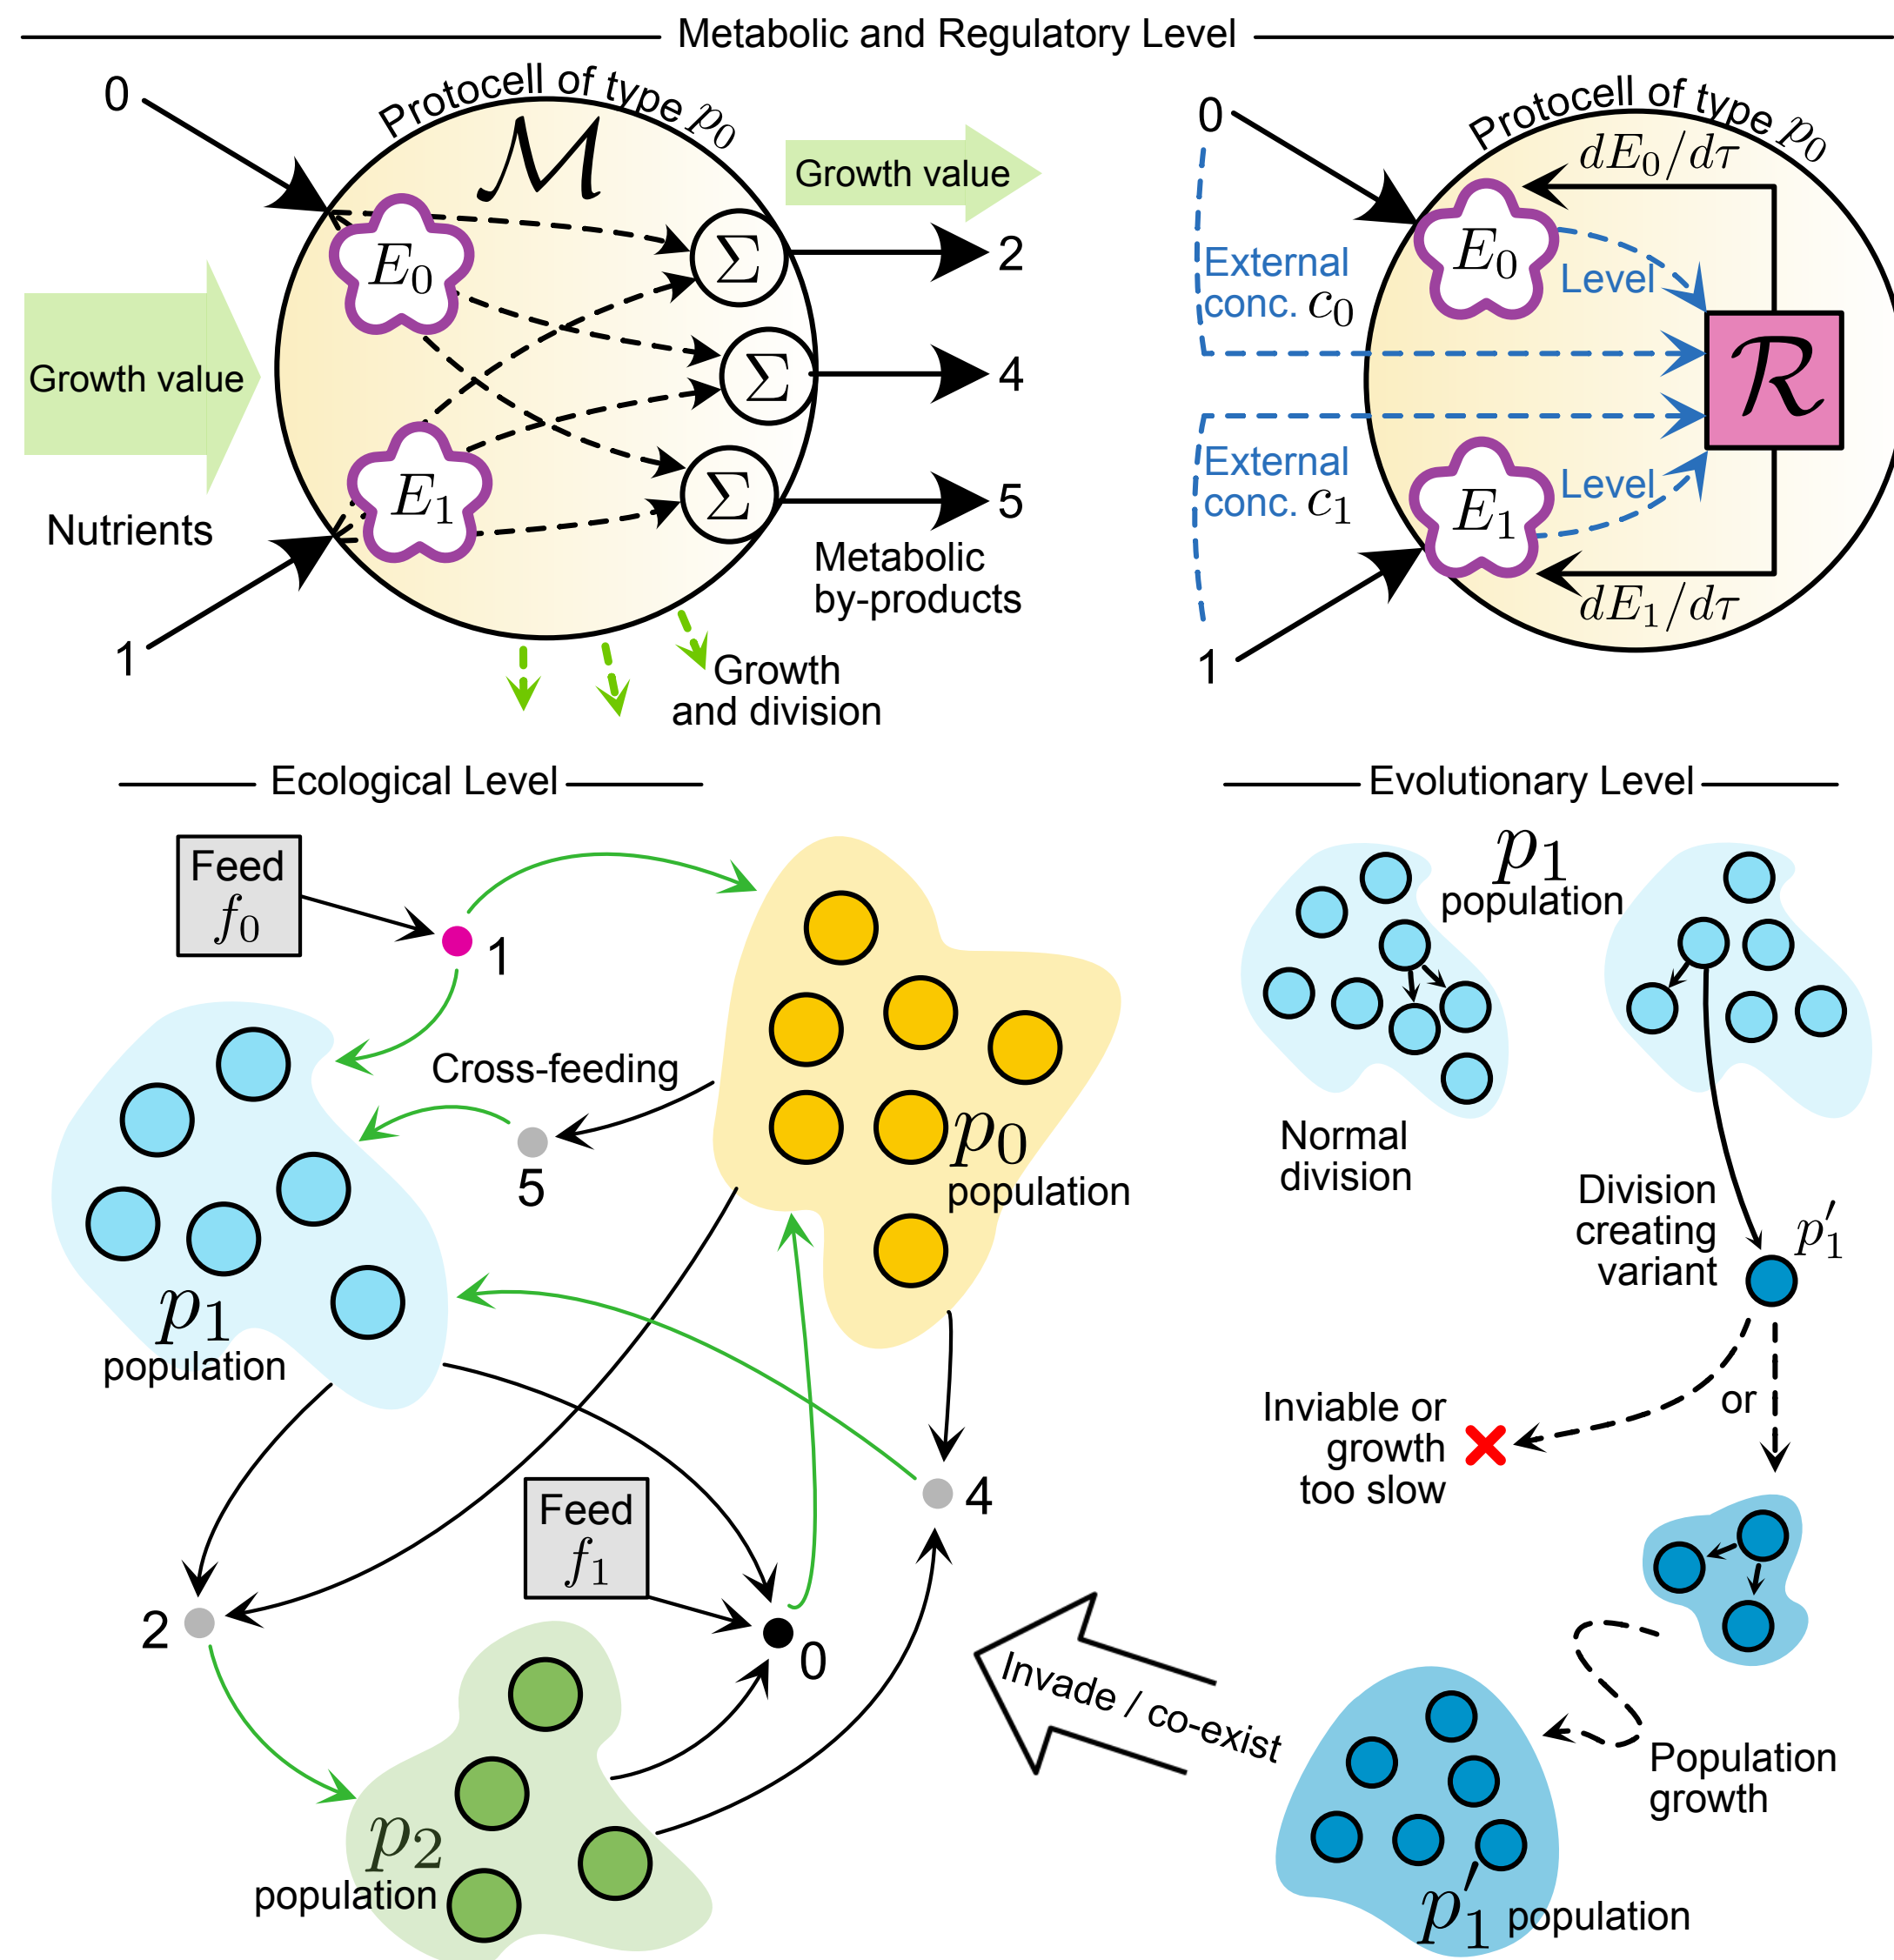 Metabolic and Regulatory Level
Protocell of type p₀
0
ℳ
E₀
E₁
Σ
Σ
Σ
Growth value
Growth value
2
4
5
Nutrients
1
Metabolic
by-products
Growth
and division
Protocell of type p₀
0
dE₀/dτ
E₀
External
conc. c₀
Level
ℛ
External
conc. c₁
Level
E₁
dE₁/dτ
1
Ecological Level
Feed
f₀
1
Cross-feeding
5
p₀
population
p₁
population
Feed
f₁
4
2
0
p₂
population
Evolutionary Level
p₁
population
Normal
division
Division
creating
variant
p′₁
or
Inviable or
growth
too slow
Invade / co-exist
Population
growth
p′₁ population